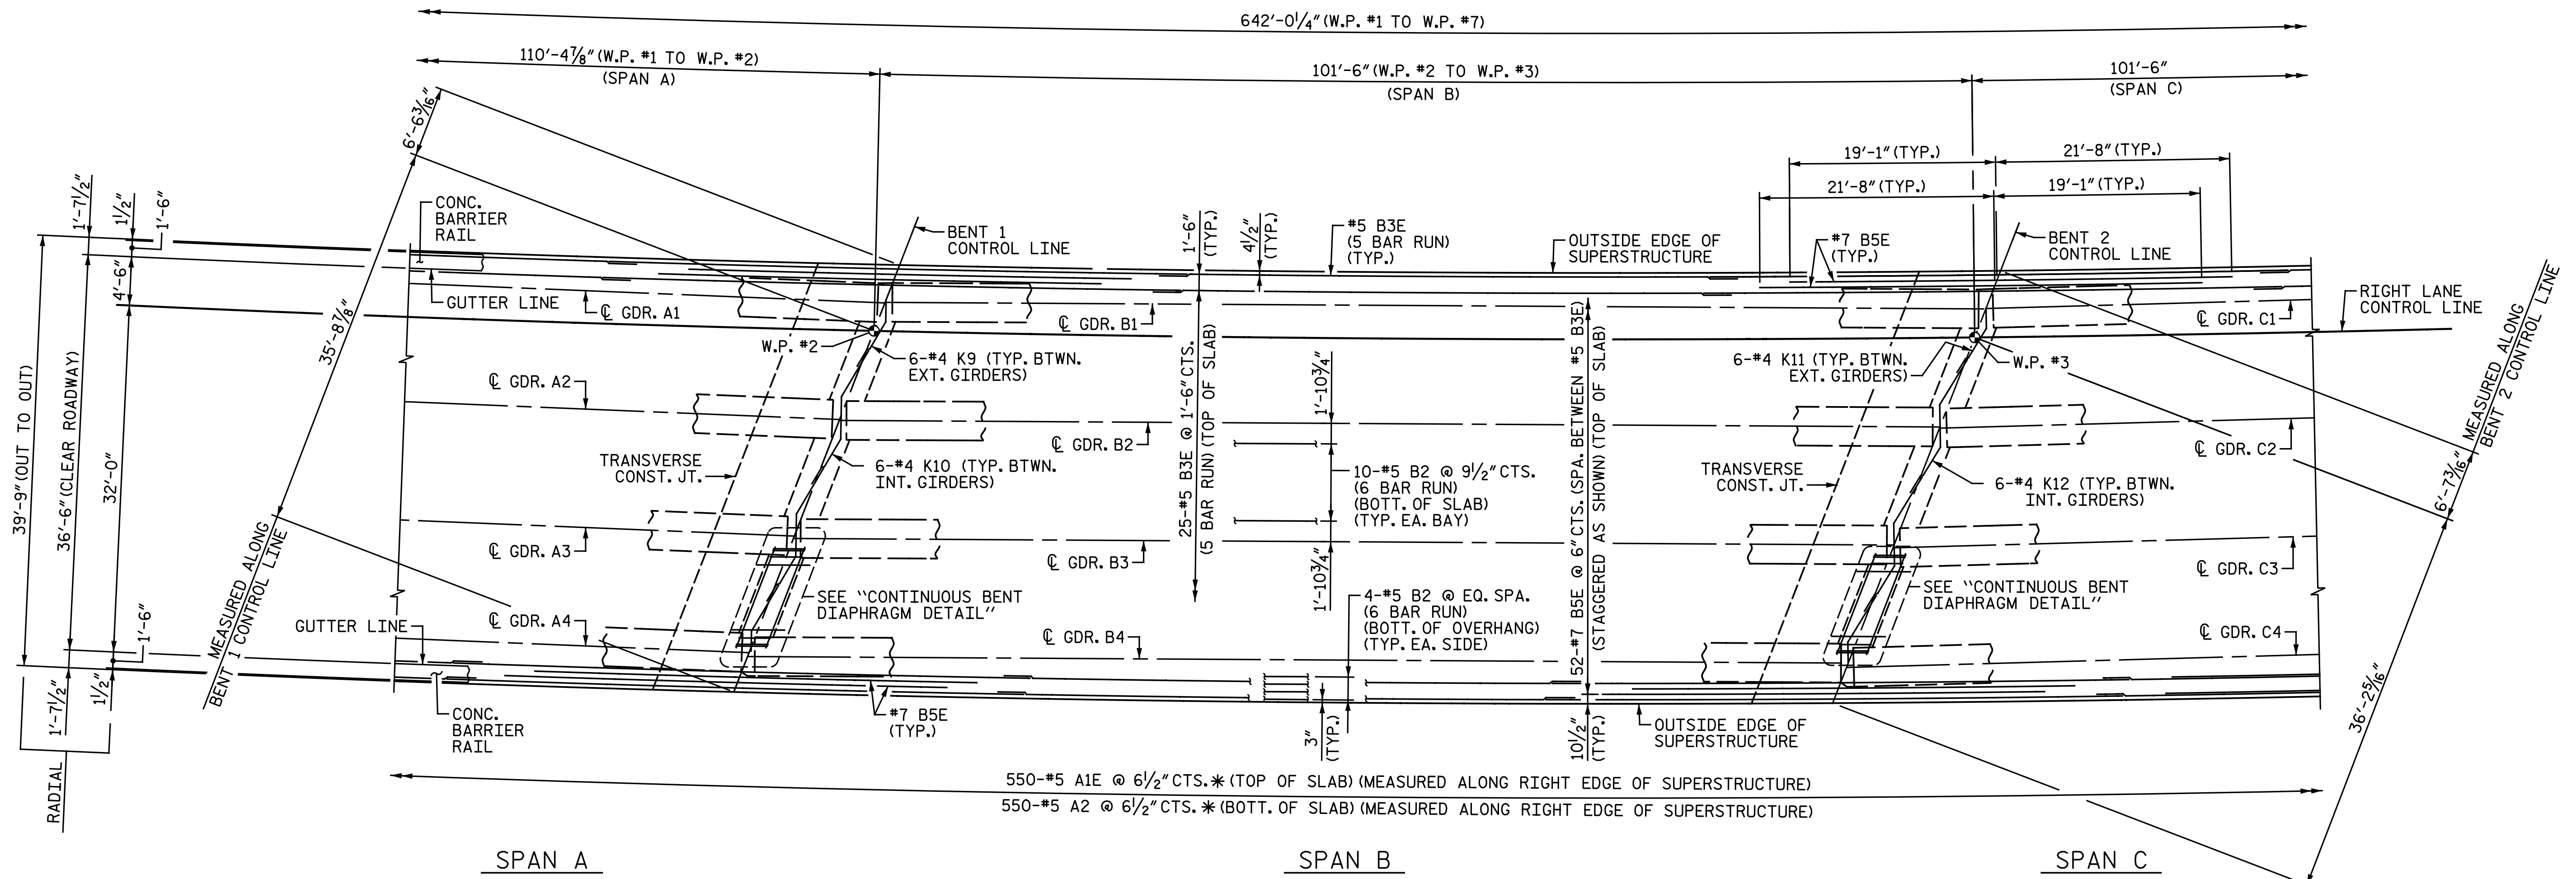 642'-0¼" (W.P. #1 TO W.P. #7)
110'-4⅞" (W.P. #1 TO W.P. #2)
(SPAN A)
101'-6" (W.P. #2 TO W.P. #3)
(SPAN B)
101'-6"
(SPAN C)
6'-6³⁄₁₆"
35'-8⅞"
MEASURED ALONG
BENT 1 CONTROL LINE
1'-7½"
1½"
1'-6"
4'-6"
39'-9" (OUT TO OUT)
36'-6" (CLEAR ROADWAY)
32'-0"
1'-6"
1'-7½"
1½"
RADIAL
CONC.
BARRIER
RAIL
GUTTER LINE
℄ GDR. A1
W.P. #2
BENT 1
CONTROL LINE
℄ GDR. A2
6-#4 K9 (TYP. BTWN.
EXT. GIRDERS)
TRANSVERSE
CONST. JT.
6-#4 K10 (TYP. BTWN.
INT. GIRDERS)
℄ GDR. A3
SEE "CONTINUOUS BENT
DIAPHRAGM DETAIL"
℄ GDR. A4
GUTTER LINE
CONC.
BARRIER
RAIL
#7 B5E
(TYP.)
1'-6"
(TYP.)
4½"
(TYP.)
#5 B3E
(5 BAR RUN)
(TYP.)
OUTSIDE EDGE OF
SUPERSTRUCTURE
℄ GDR. B1
℄ GDR. B2
℄ GDR. B3
℄ GDR. B4
25-#5 B3E @ 1'-6" CTS.
(5 BAR RUN) (TOP OF SLAB)
1'-10¾"
10-#5 B2 @ 9½" CTS.
(6 BAR RUN)
(BOTT. OF SLAB)
(TYP. EA. BAY)
1'-10¾"
4-#5 B2 @ EQ. SPA.
(6 BAR RUN)
(BOTT. OF OVERHANG)
(TYP. EA. SIDE)
3"
(TYP.)
52-#7 B5E @ 6" CTS. (SPA. BETWEEN #5 B3E)
(STAGGERED AS SHOWN) (TOP OF SLAB)
10½"
(TYP.)
OUTSIDE EDGE OF
SUPERSTRUCTURE
19'-1" (TYP.)
21'-8" (TYP.)
21'-8" (TYP.)
19'-1" (TYP.)
#7 B5E
(TYP.)
BENT 2
CONTROL LINE
RIGHT LANE
CONTROL LINE
℄ GDR. C1
W.P. #3
6-#4 K11 (TYP. BTWN.
EXT. GIRDERS)
℄ GDR. C2
TRANSVERSE
CONST. JT.
6-#4 K12 (TYP. BTWN.
INT. GIRDERS)
℄ GDR. C3
SEE "CONTINUOUS BENT
DIAPHRAGM DETAIL"
℄ GDR. C4
MEASURED ALONG
BENT 2 CONTROL LINE
6'-7³⁄₁₆"
36'-2⁵⁄₁₆"
550-#5 A1E @ 6½" CTS.* (TOP OF SLAB) (MEASURED ALONG RIGHT EDGE OF SUPERSTRUCTURE)
550-#5 A2 @ 6½" CTS.* (BOTT. OF SLAB) (MEASURED ALONG RIGHT EDGE OF SUPERSTRUCTURE)
SPAN A
SPAN B
SPAN C